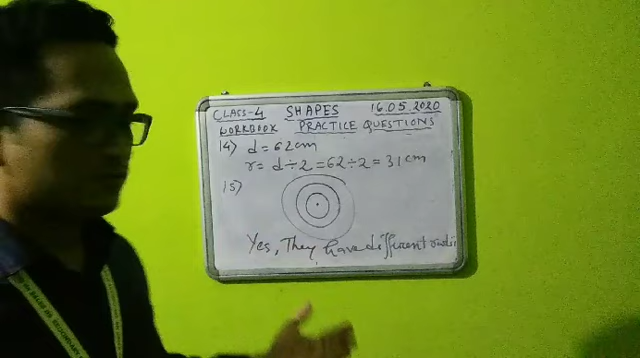 CLASS-4 SHAPES 16.05.2020
WORKBOOK PRACTICE QUESTIONS
14) d = 62 cm
r = d ÷ 2 = 62 ÷ 2 = 31 cm
15)
Yes, They have different radii